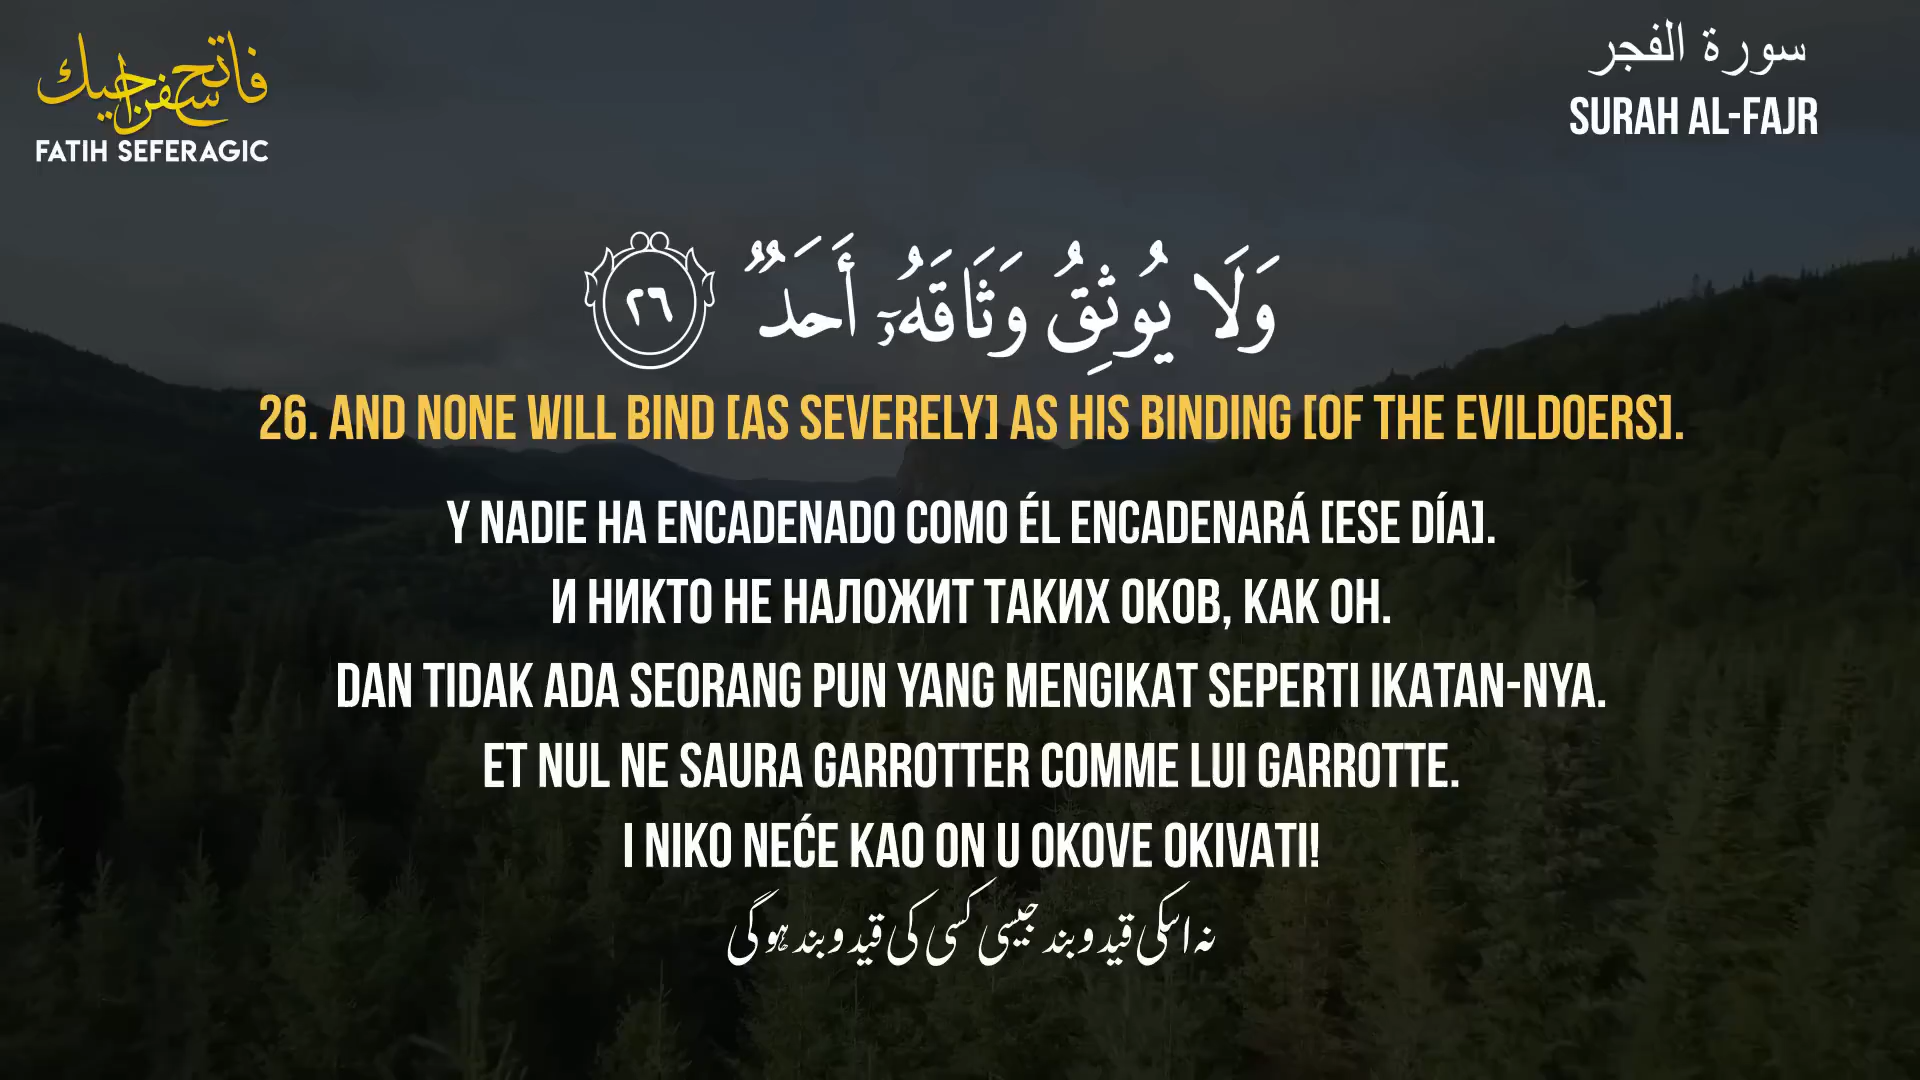 فاتح سفراجيك
FATIH SEFERAGIC
سورة الفجر
SURAH AL-FAJR
وَلَا يُوثِقُ وَثَاقَهُۥٓ أَحَدٌ ٢٦
26. AND NONE WILL BIND [AS SEVERELY] AS HIS BINDING [OF THE EVILDOERS].
Y NADIE HA ENCADENADO COMO ÉL ENCADENARÁ [ESE DÍA].
И НИКТО НЕ НАЛОЖИТ ТАКИХ ОКОВ, КАК ОН.
DAN TIDAK ADA SEORANG PUN YANG MENGIKAT SEPERTI IKATAN-NYA.
ET NUL NE SAURA GARROTTER COMME LUI GARROTTE.
I NIKO NEĆE KAO ON U OKOVE OKIVATI!
نہ اسکی قید و بند جیسی کسی کی قید و بند ہوگی